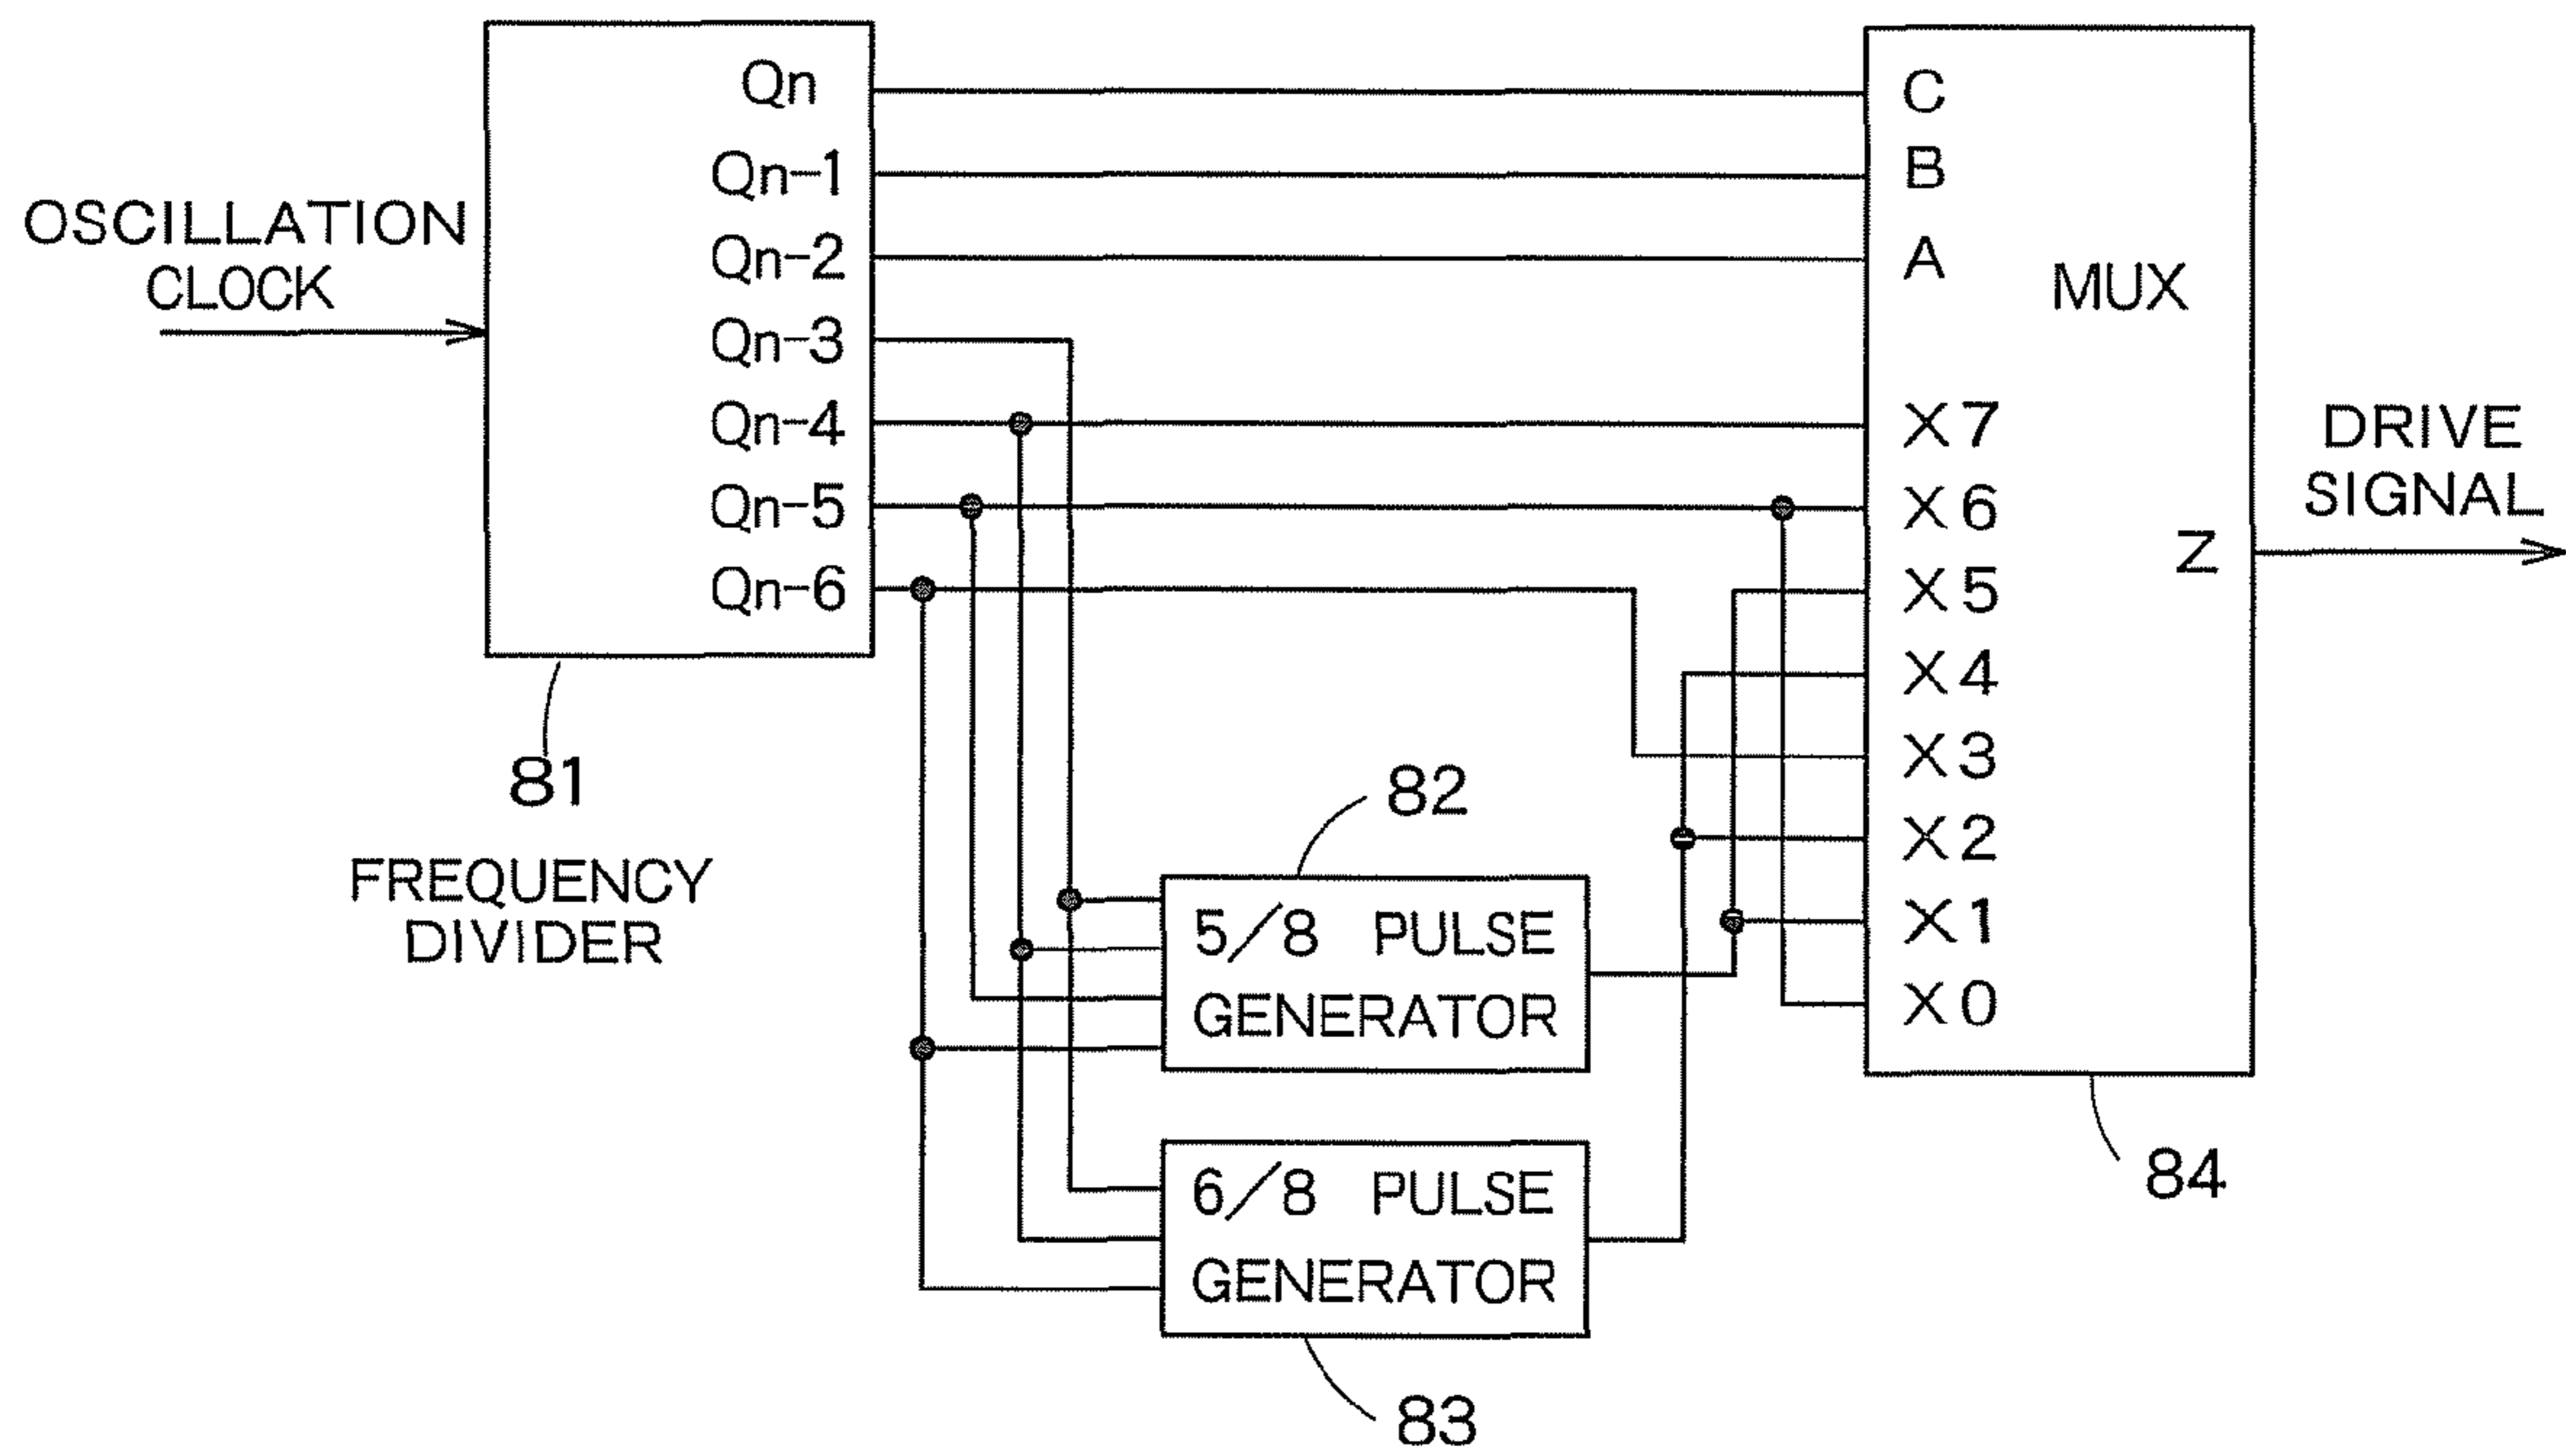 OSCILLATION
CLOCK
Qn
Qn-1
Qn-2
Qn-3
Qn-4
Qn-5
Qn-6
81
FREQUENCY
DIVIDER
82
5/8 PULSE
GENERATOR
6/8 PULSE
GENERATOR
83
C
B
A
MUX
X7
X6
X5
X4
X3
X2
X1
X0
Z
84
DRIVE
SIGNAL